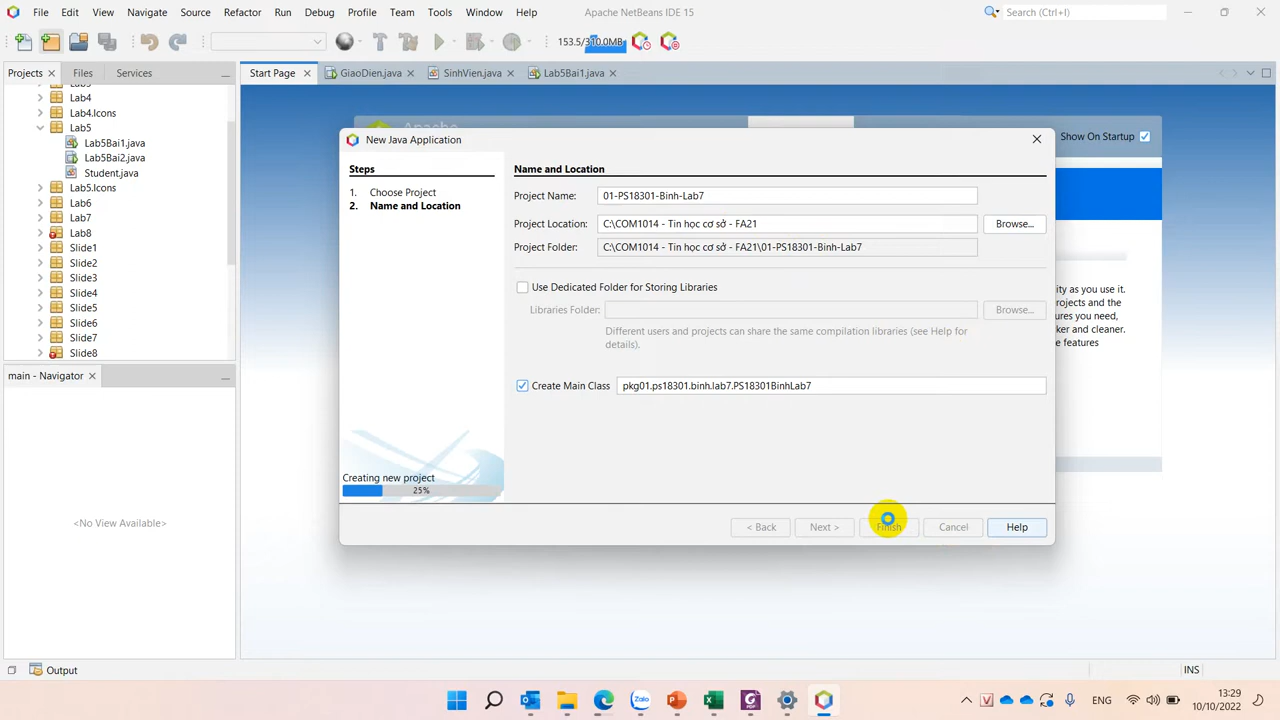 File Edit View Navigate Source Refactor Run Debug Profile Team Tools Window Help Apache NetBeans IDE 15 Search (Ctrl+I)
153.5/310.0MB
Projects Files Services Start Page GiaoDien.java SinhVien.java Lab5Bai1.java
Lab4
Lab4.Icons
Lab5
Lab5Bai1.java
Lab5Bai2.java
Student.java
Lab5.Icons
Lab6
Lab7
Lab8
Slide1
Slide2
Slide3
Slide4
Slide5
Slide6
Slide7
Slide8
main - Navigator
<No View Available>
Output
Show On Startup
New Java Application
Steps
1. Choose Project
2. Name and Location
Creating new project
25%
Name and Location
Project Name: 01-PS18301-Binh-Lab7
Project Location: C:\COM1014 - Tin học cơ sở - FA21 Browse...
Project Folder: C:\COM1014 - Tin học cơ sở - FA21\01-PS18301-Binh-Lab7
Use Dedicated Folder for Storing Libraries
Libraries Folder: Browse...
Different users and projects can share the same compilation libraries (see Help for
details).
Create Main Class pkg01.ps18301.binh.lab7.PS18301BinhLab7
< Back Next > Finish Cancel Help
ity as you use it.
rojects and the
ures you need,
ker and cleaner.
e features
INS
Zalo
ENG
13:29
10/10/2022